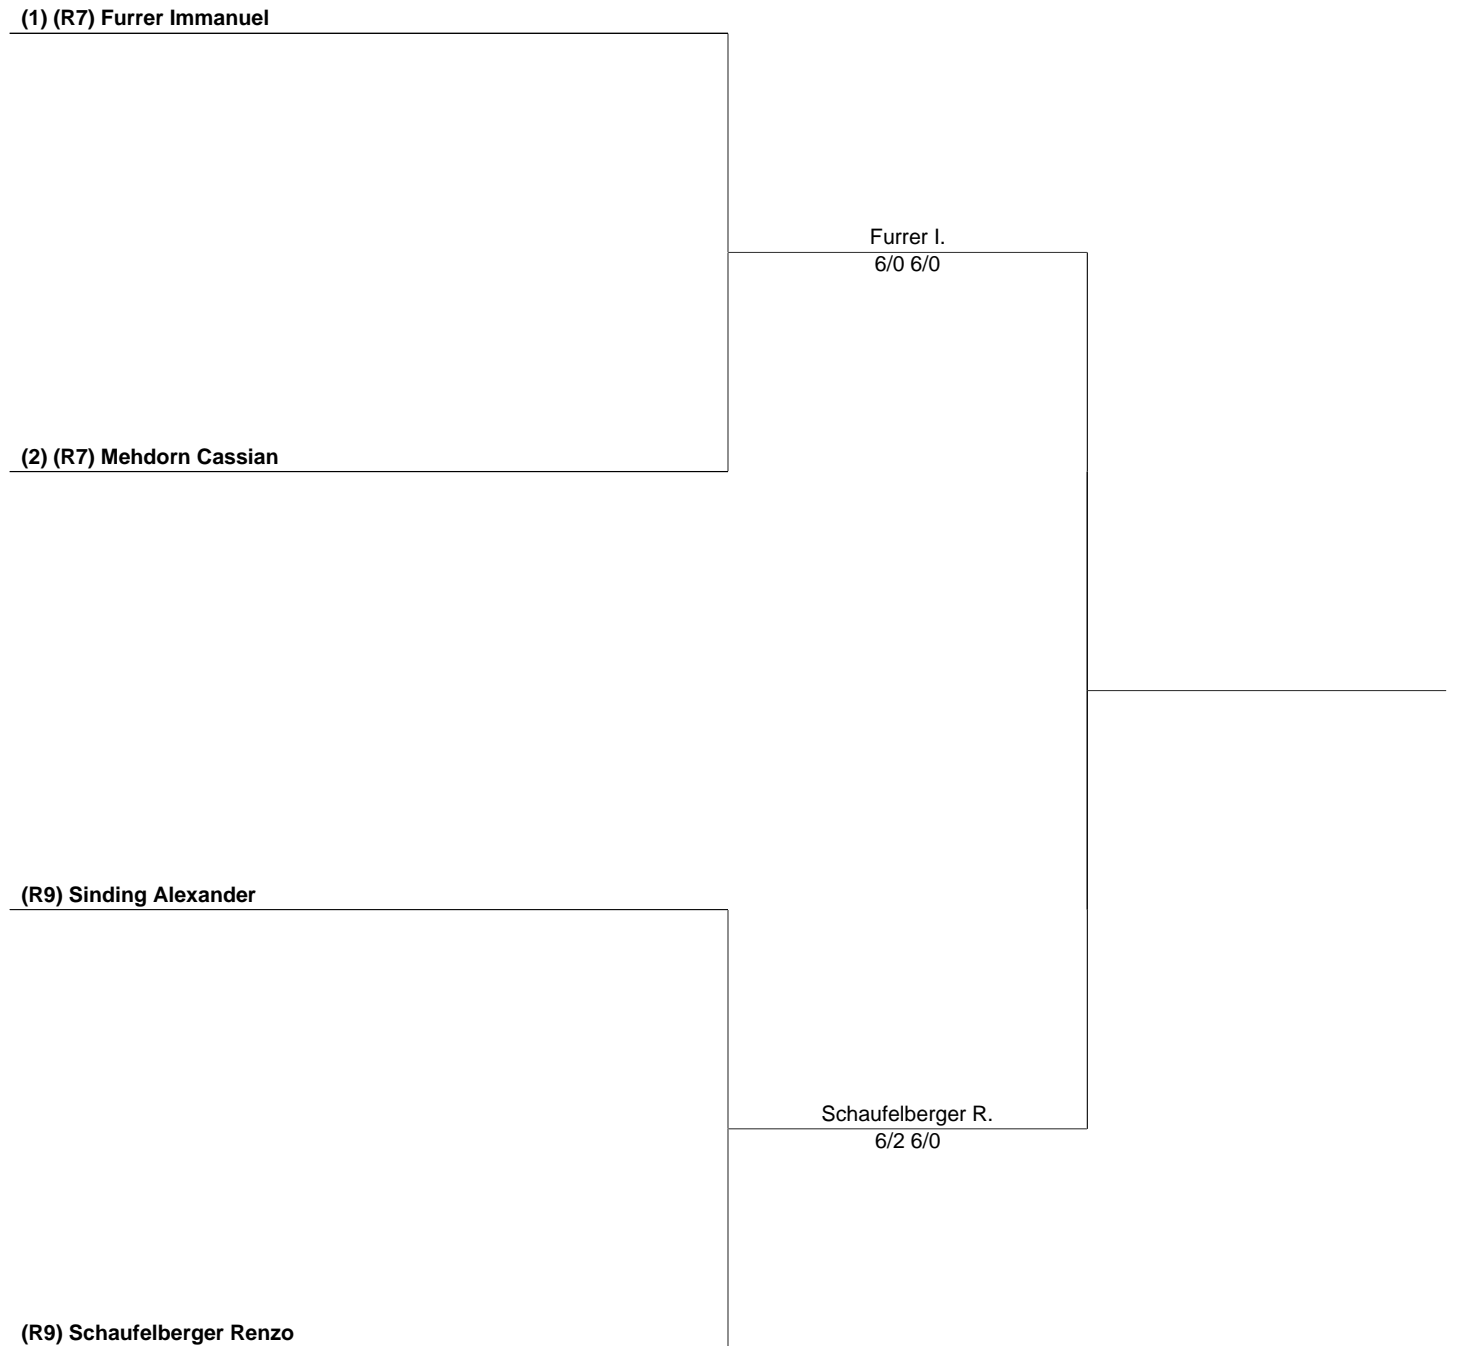 (1) (R7) Furrer Immanuel
Furrer I.
6/0 6/0
(2) (R7) Mehdorn Cassian
(R9) Sinding Alexander
Schaufelberger R.
6/2 6/0
(R9) Schaufelberger Renzo